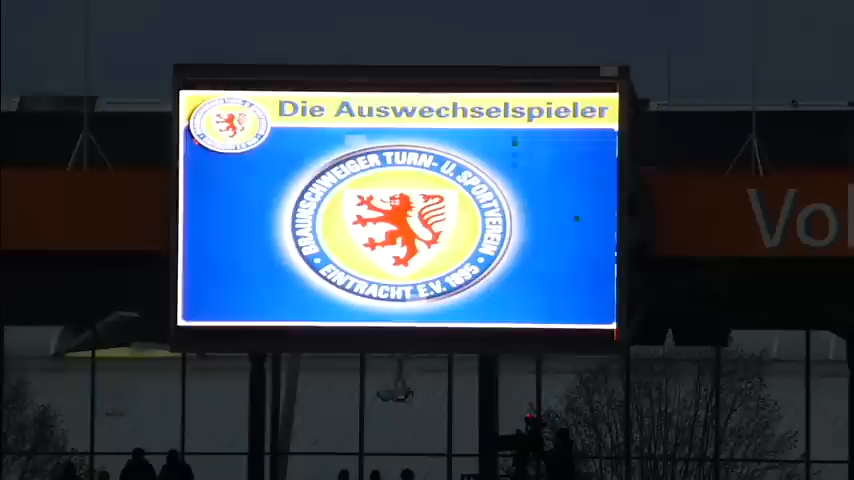 Die Auswechselspieler
BRAUNSCHWEIGER TURN- U. SPORTVEREIN
• EINTRACHT E.V. 1895 •
Vol